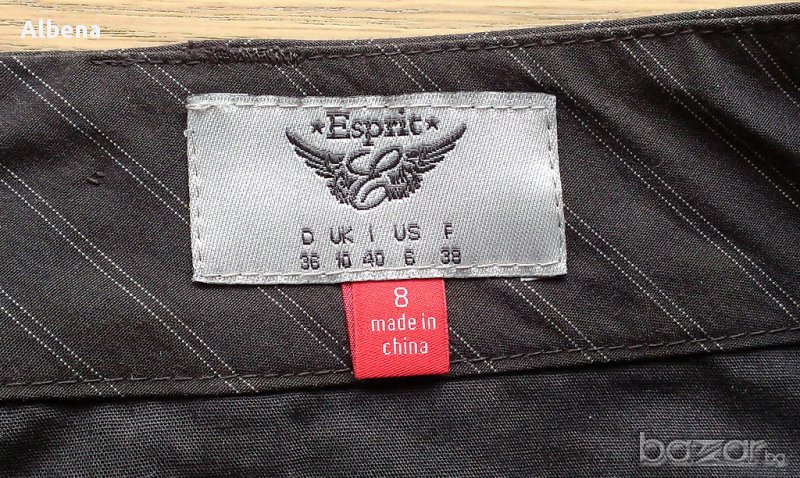 Albena
*Esprit*
E
D UK I US F
36 10 40 6 38
8
made in
china
bazar.bg